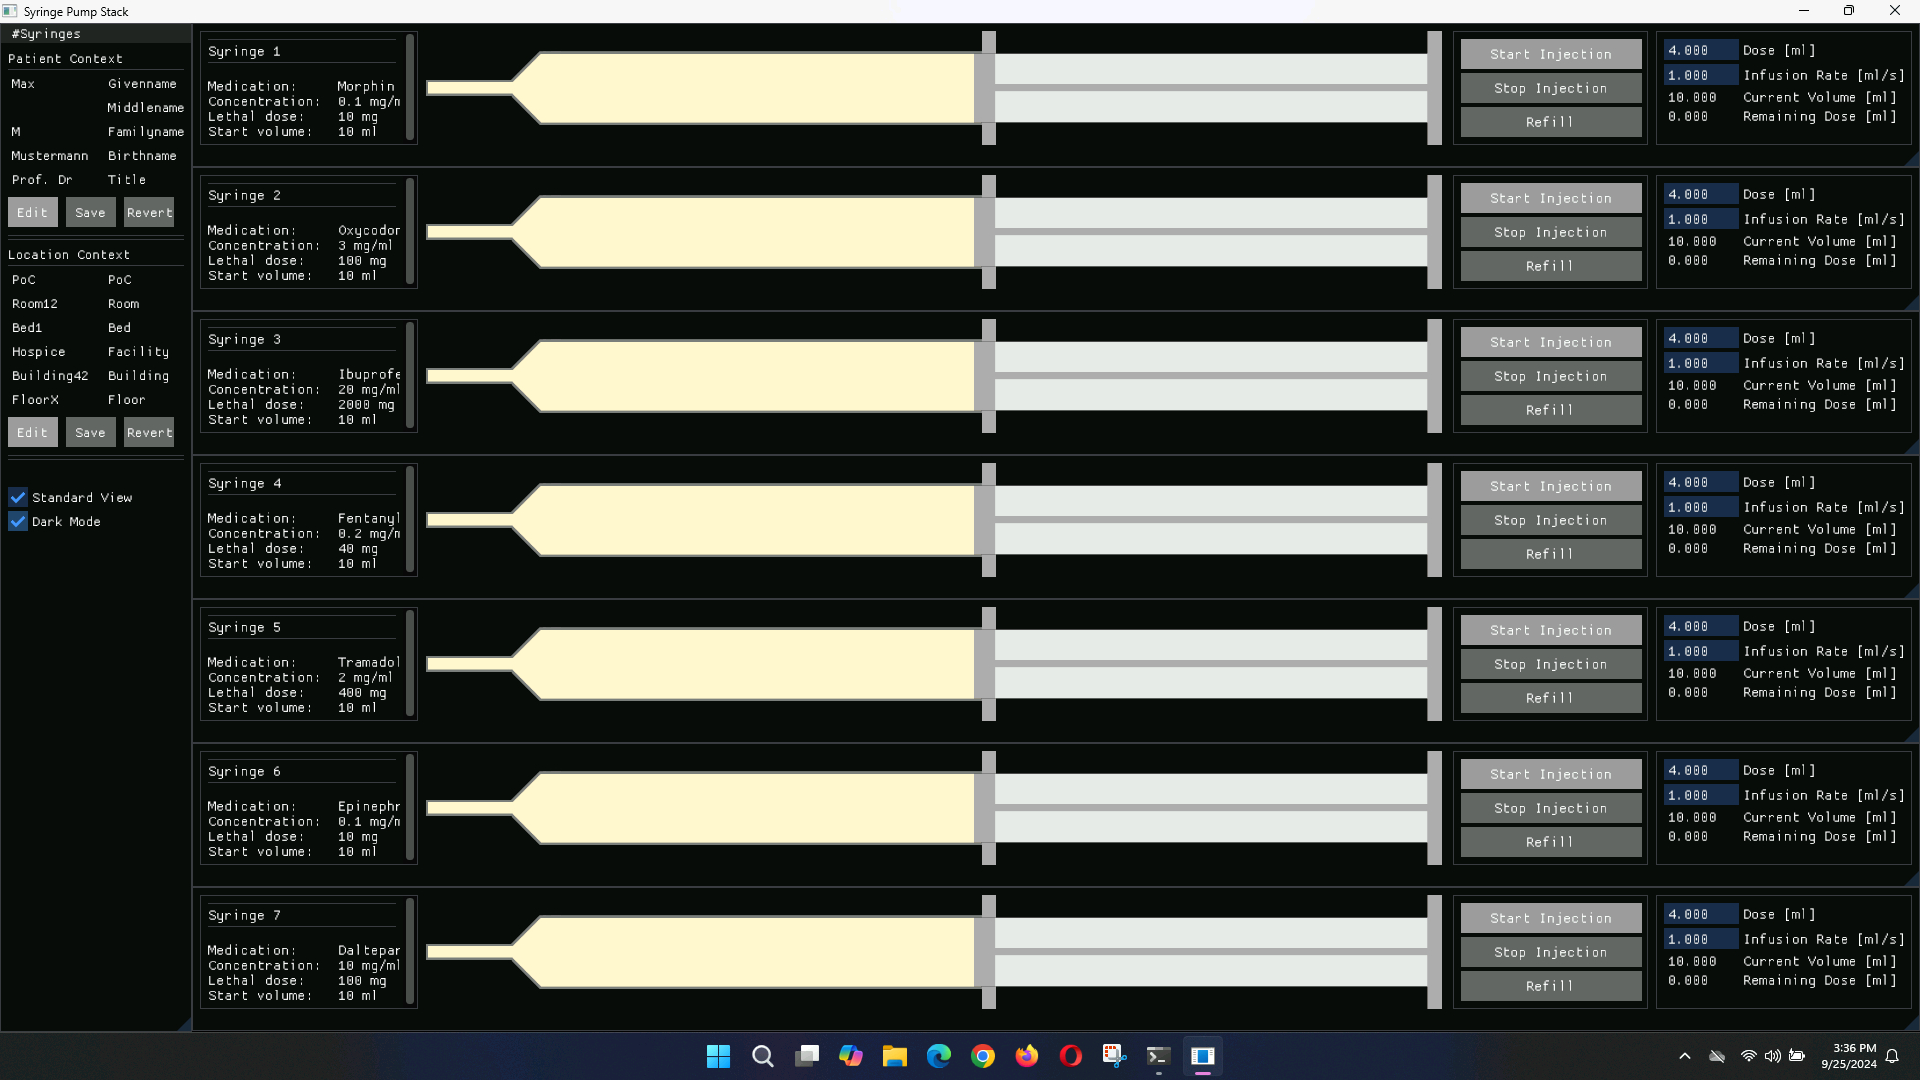 Syringe Pump Stack
#Syringes
Patient Context
Max Givenname
Middlename
M Familyname
Mustermann Birthname
Prof. Dr Title
Edit Save Revert
Location Context
PoC PoC
Room12 Room
Bed1 Bed
Hospice Facility
Building42 Building
FloorX Floor
Edit Save Revert
Standard View
Dark Mode
Syringe 1
Medication: Morphin
Concentration: 0.1 mg/m
Lethal dose: 10 mg
Start volume: 10 ml
Start Injection
Stop Injection
Refill
4.000 Dose [ml]
1.000 Infusion Rate [ml/s]
10.000 Current Volume [ml]
0.000 Remaining Dose [ml]
Syringe 2
Medication: Oxycodon
Concentration: 3 mg/ml
Lethal dose: 100 mg
Start volume: 10 ml
Start Injection
Stop Injection
Refill
4.000 Dose [ml]
1.000 Infusion Rate [ml/s]
10.000 Current Volume [ml]
0.000 Remaining Dose [ml]
Syringe 3
Medication: Ibuprofe
Concentration: 20 mg/ml
Lethal dose: 2000 mg
Start volume: 10 ml
Start Injection
Stop Injection
Refill
4.000 Dose [ml]
1.000 Infusion Rate [ml/s]
10.000 Current Volume [ml]
0.000 Remaining Dose [ml]
Syringe 4
Medication: Fentanyl
Concentration: 0.2 mg/m
Lethal dose: 40 mg
Start volume: 10 ml
Start Injection
Stop Injection
Refill
4.000 Dose [ml]
1.000 Infusion Rate [ml/s]
10.000 Current Volume [ml]
0.000 Remaining Dose [ml]
Syringe 5
Medication: Tramadol
Concentration: 2 mg/ml
Lethal dose: 400 mg
Start volume: 10 ml
Start Injection
Stop Injection
Refill
4.000 Dose [ml]
1.000 Infusion Rate [ml/s]
10.000 Current Volume [ml]
0.000 Remaining Dose [ml]
Syringe 6
Medication: Epinephr
Concentration: 0.1 mg/m
Lethal dose: 10 mg
Start volume: 10 ml
Start Injection
Stop Injection
Refill
4.000 Dose [ml]
1.000 Infusion Rate [ml/s]
10.000 Current Volume [ml]
0.000 Remaining Dose [ml]
Syringe 7
Medication: Daltepar
Concentration: 10 mg/ml
Lethal dose: 100 mg
Start volume: 10 ml
Start Injection
Stop Injection
Refill
4.000 Dose [ml]
1.000 Infusion Rate [ml/s]
10.000 Current Volume [ml]
0.000 Remaining Dose [ml]
3:36 PM
9/25/2024